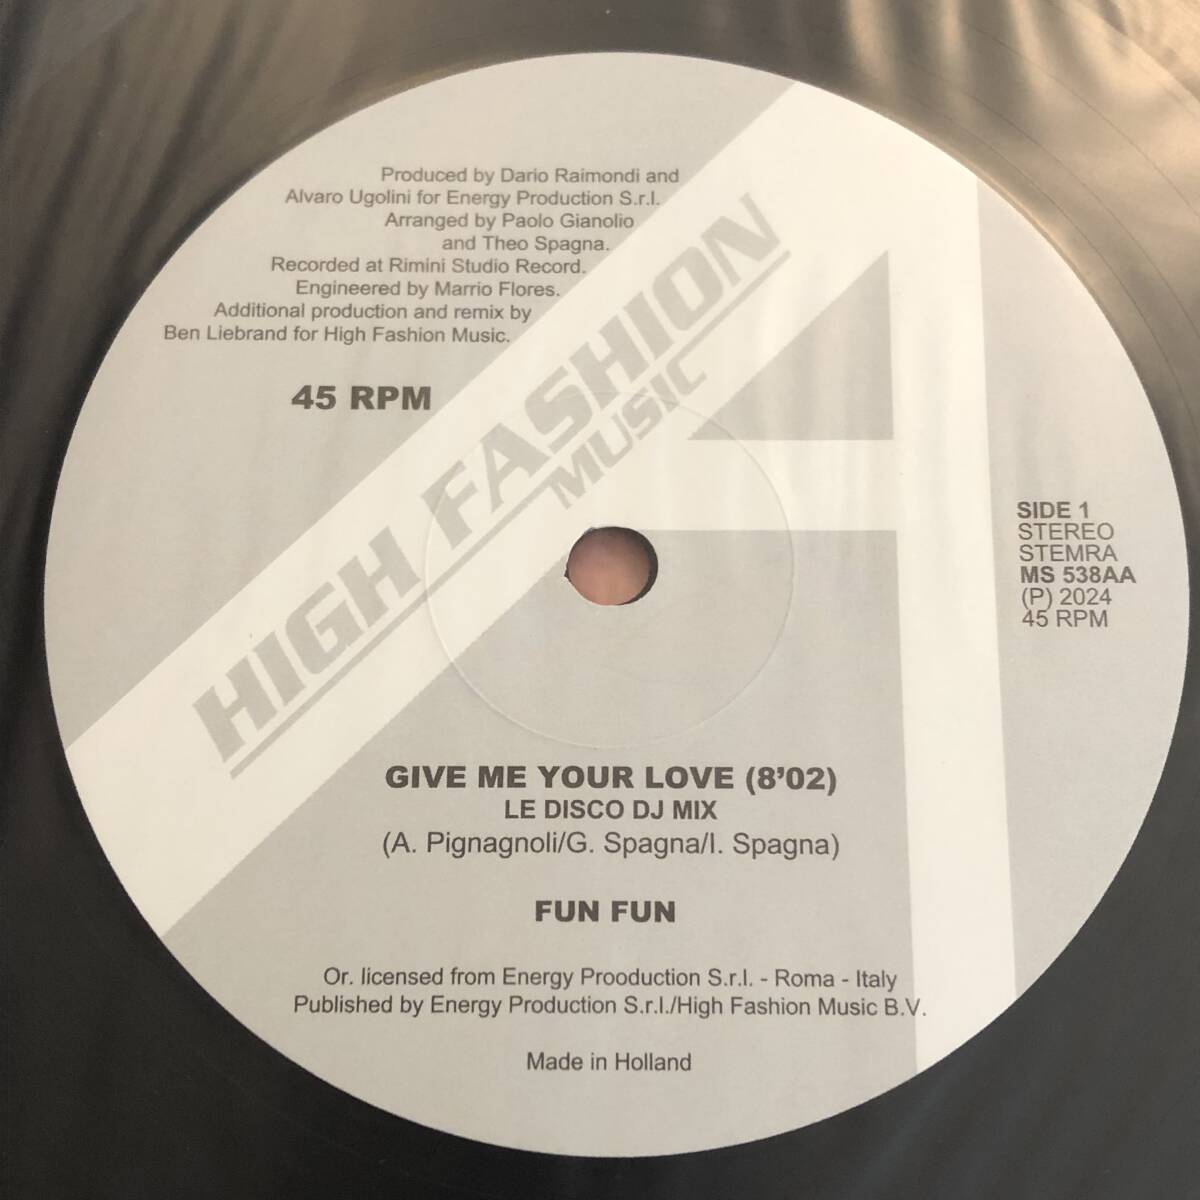 Produced by Dario Raimondi and
Alvaro Ugolini for Energy Production S.r.l.
Arranged by Paolo Gianolio
and Theo Spagna.
Recorded at Rimini Studio Record.
Engineered by Marrio Flores.
Additional production and remix by
Ben Liebrand for High Fashion Music.
45 RPM
HIGH FASHION
MUSIC
SIDE 1
STEREO
STEMRA
MS 538AA
(P) 2024
45 RPM
GIVE ME YOUR LOVE (8'02)
LE DISCO DJ MIX
(A. Pignagnoli/G. Spagna/I. Spagna)
FUN FUN
Or. licensed from Energy Prooduction S.r.l. - Roma - Italy
Published by Energy Production S.r.l./High Fashion Music B.V.
Made in Holland